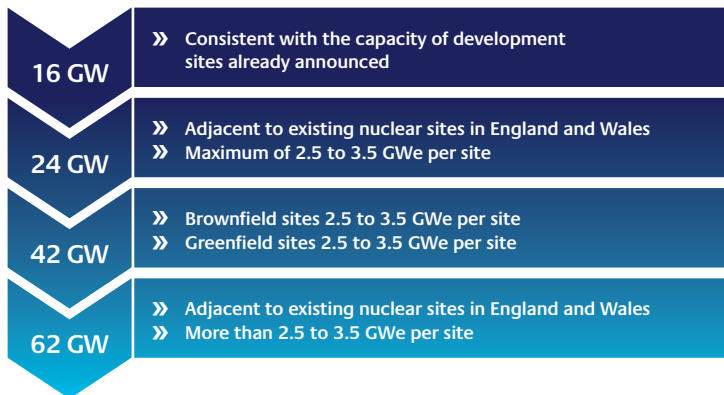 16 GW
» Consistent with the capacity of development
sites already announced
24 GW
» Adjacent to existing nuclear sites in England and Wales
» Maximum of 2.5 to 3.5 GWe per site
42 GW
» Brownfield sites 2.5 to 3.5 GWe per site
» Greenfield sites 2.5 to 3.5 GWe per site
62 GW
» Adjacent to existing nuclear sites in England and Wales
» More than 2.5 to 3.5 GWe per site